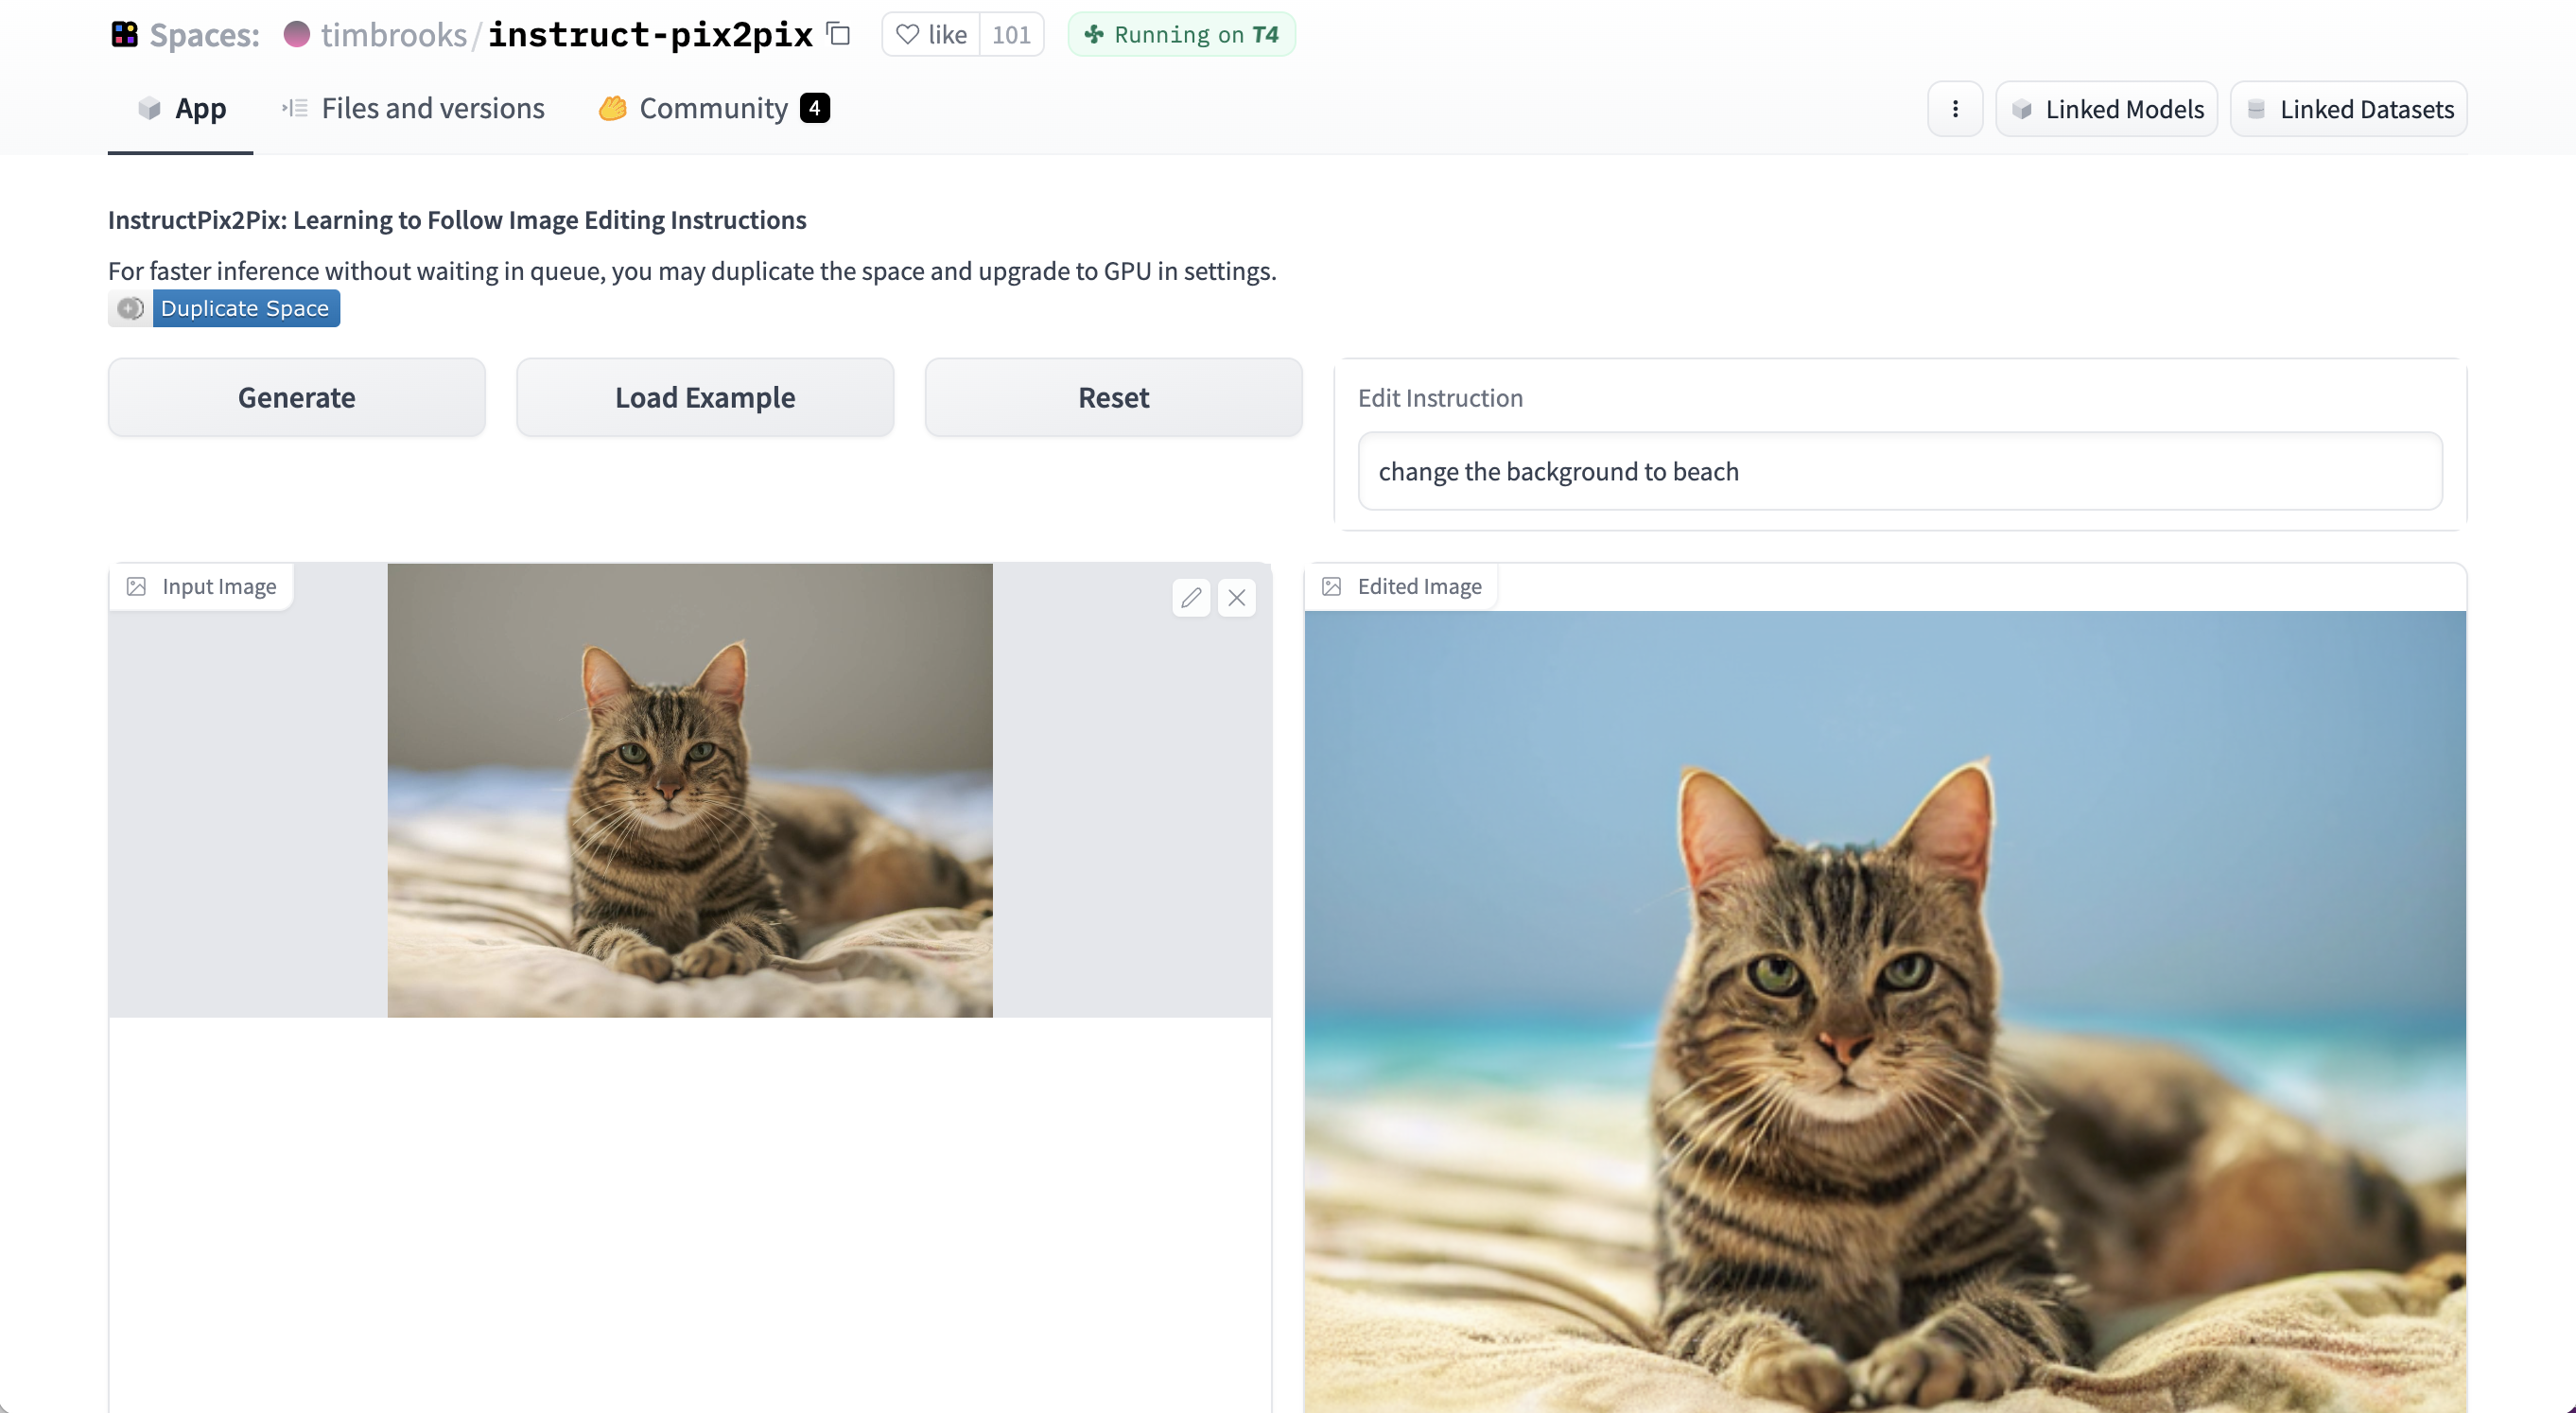 Spaces: timbrooks/instruct-pix2pix like 101 Running on T4
App Files and versions Community 4 Linked Models Linked Datasets
InstructPix2Pix: Learning to Follow Image Editing Instructions
For faster inference without waiting in queue, you may duplicate the space and upgrade to GPU in settings.
Duplicate Space
Generate Load Example Reset
Edit Instruction
change the background to beach
Input Image
Edited Image